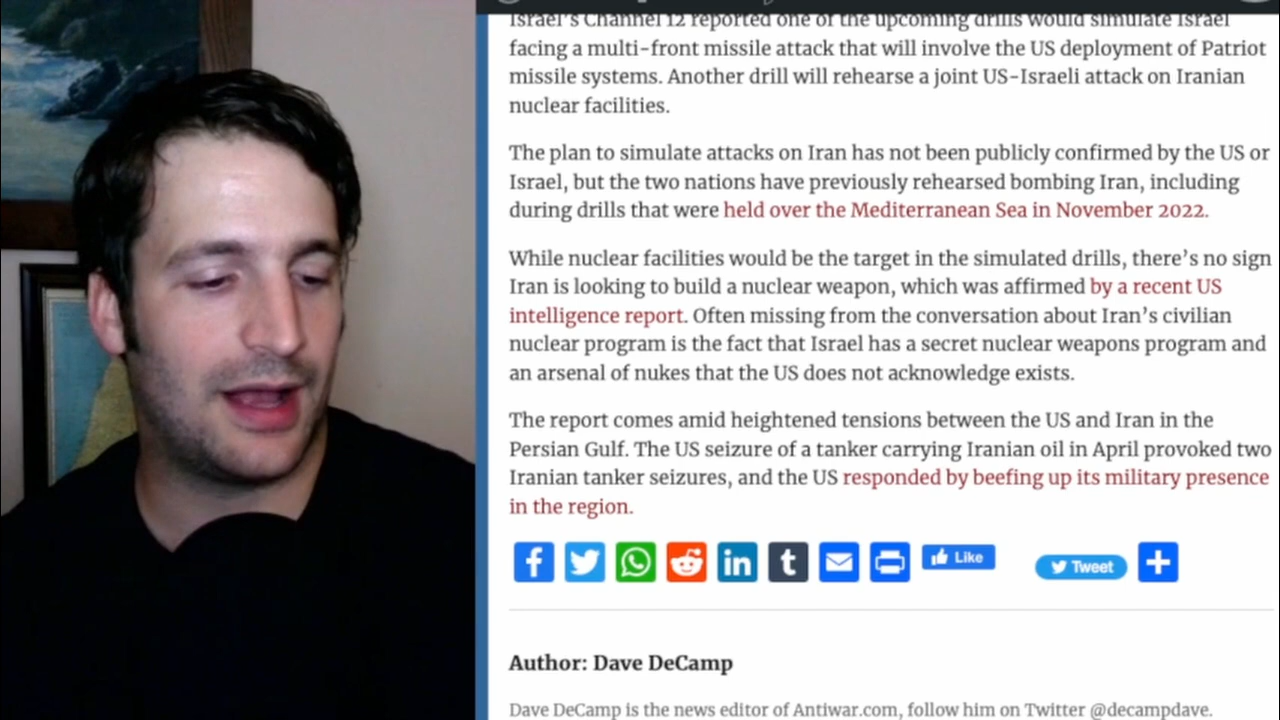 Israel's Channel 12 reported one of the upcoming drills would simulate Israel
facing a multi-front missile attack that will involve the US deployment of Patriot
missile systems. Another drill will rehearse a joint US-Israeli attack on Iranian
nuclear facilities.
The plan to simulate attacks on Iran has not been publicly confirmed by the US or
Israel, but the two nations have previously rehearsed bombing Iran, including
during drills that were held over the Mediterranean Sea in November 2022.
While nuclear facilities would be the target in the simulated drills, there's no sign
Iran is looking to build a nuclear weapon, which was affirmed by a recent US
intelligence report. Often missing from the conversation about Iran's civilian
nuclear program is the fact that Israel has a secret nuclear weapons program and
an arsenal of nukes that the US does not acknowledge exists.
The report comes amid heightened tensions between the US and Iran in the
Persian Gulf. The US seizure of a tanker carrying Iranian oil in April provoked two
Iranian tanker seizures, and the US responded by beefing up its military presence
in the region.
Like
Tweet
Author: Dave DeCamp
Dave DeCamp is the news editor of Antiwar.com, follow him on Twitter @decampdave.